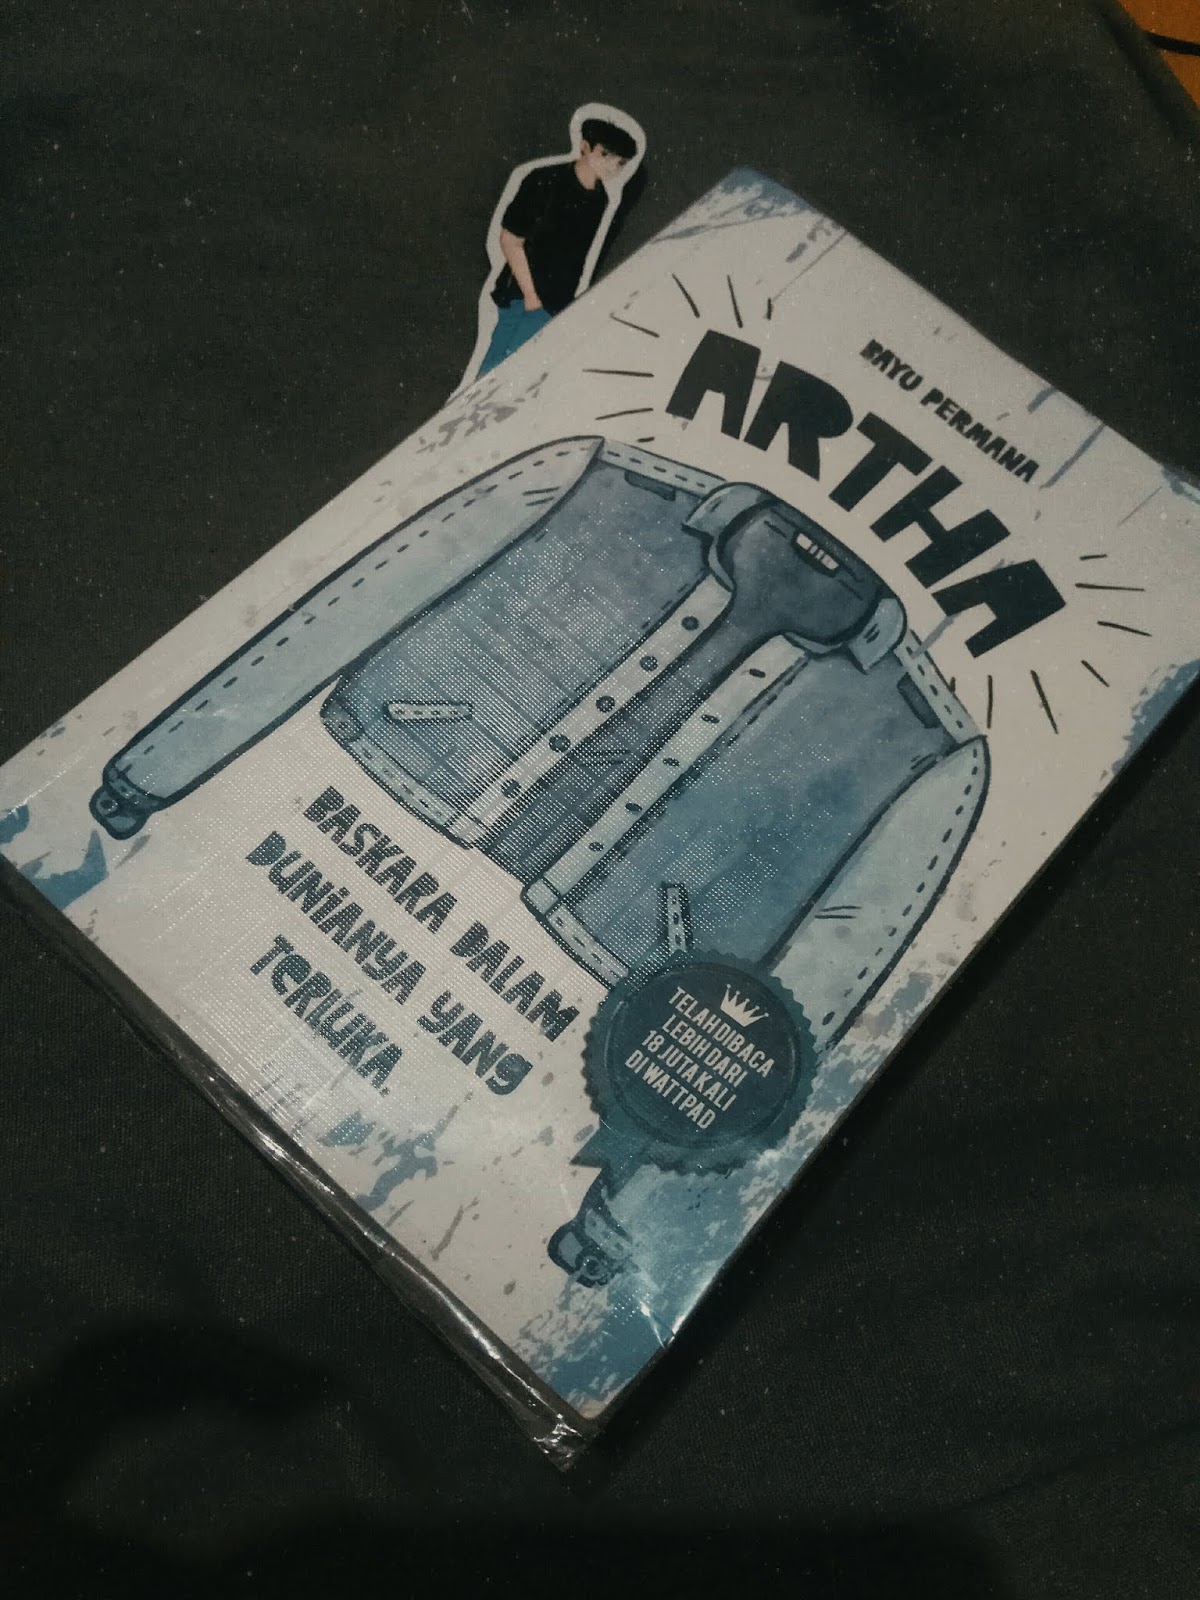 BAYU PERMANA
ARTHA
BASKARA DALAM
DUNIANYA YANG
TERLUKA.
TELAH DIBACA
LEBIH DARI
18 JUTA KALI
DI WATTPAD